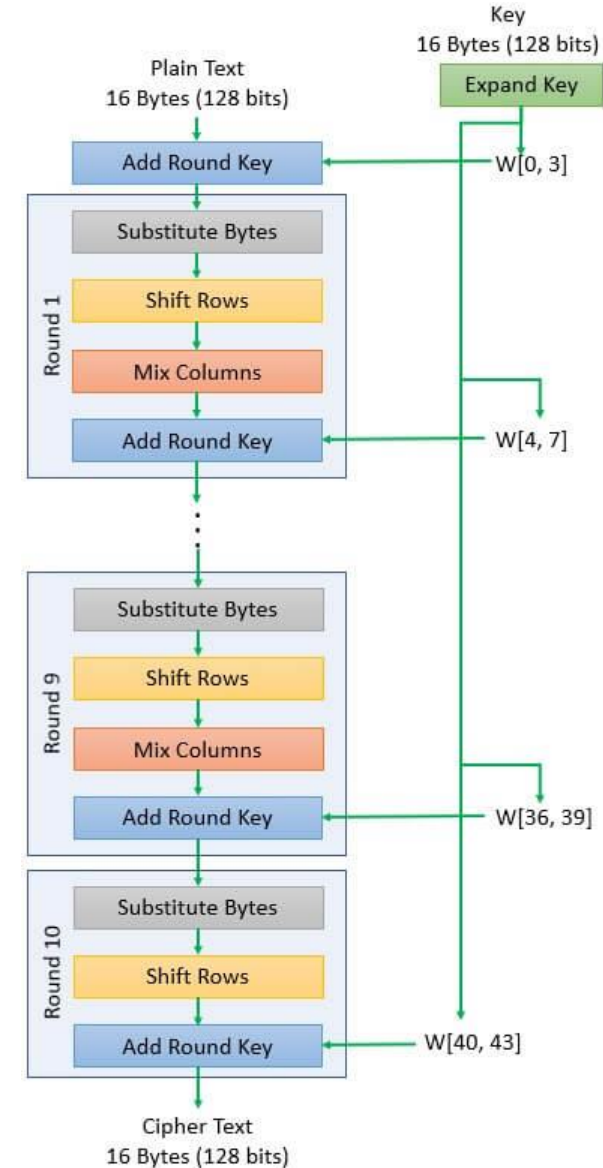 Key
16 Bytes (128 bits)
Expand Key
Plain Text
16 Bytes (128 bits)
Add Round Key
W[0, 3]
Round 1
Substitute Bytes
Shift Rows
Mix Columns
Add Round Key
W[4, 7]
Round 9
Substitute Bytes
Shift Rows
Mix Columns
Add Round Key
W[36, 39]
Round 10
Substitute Bytes
Shift Rows
Add Round Key
W[40, 43]
Cipher Text
16 Bytes (128 bits)